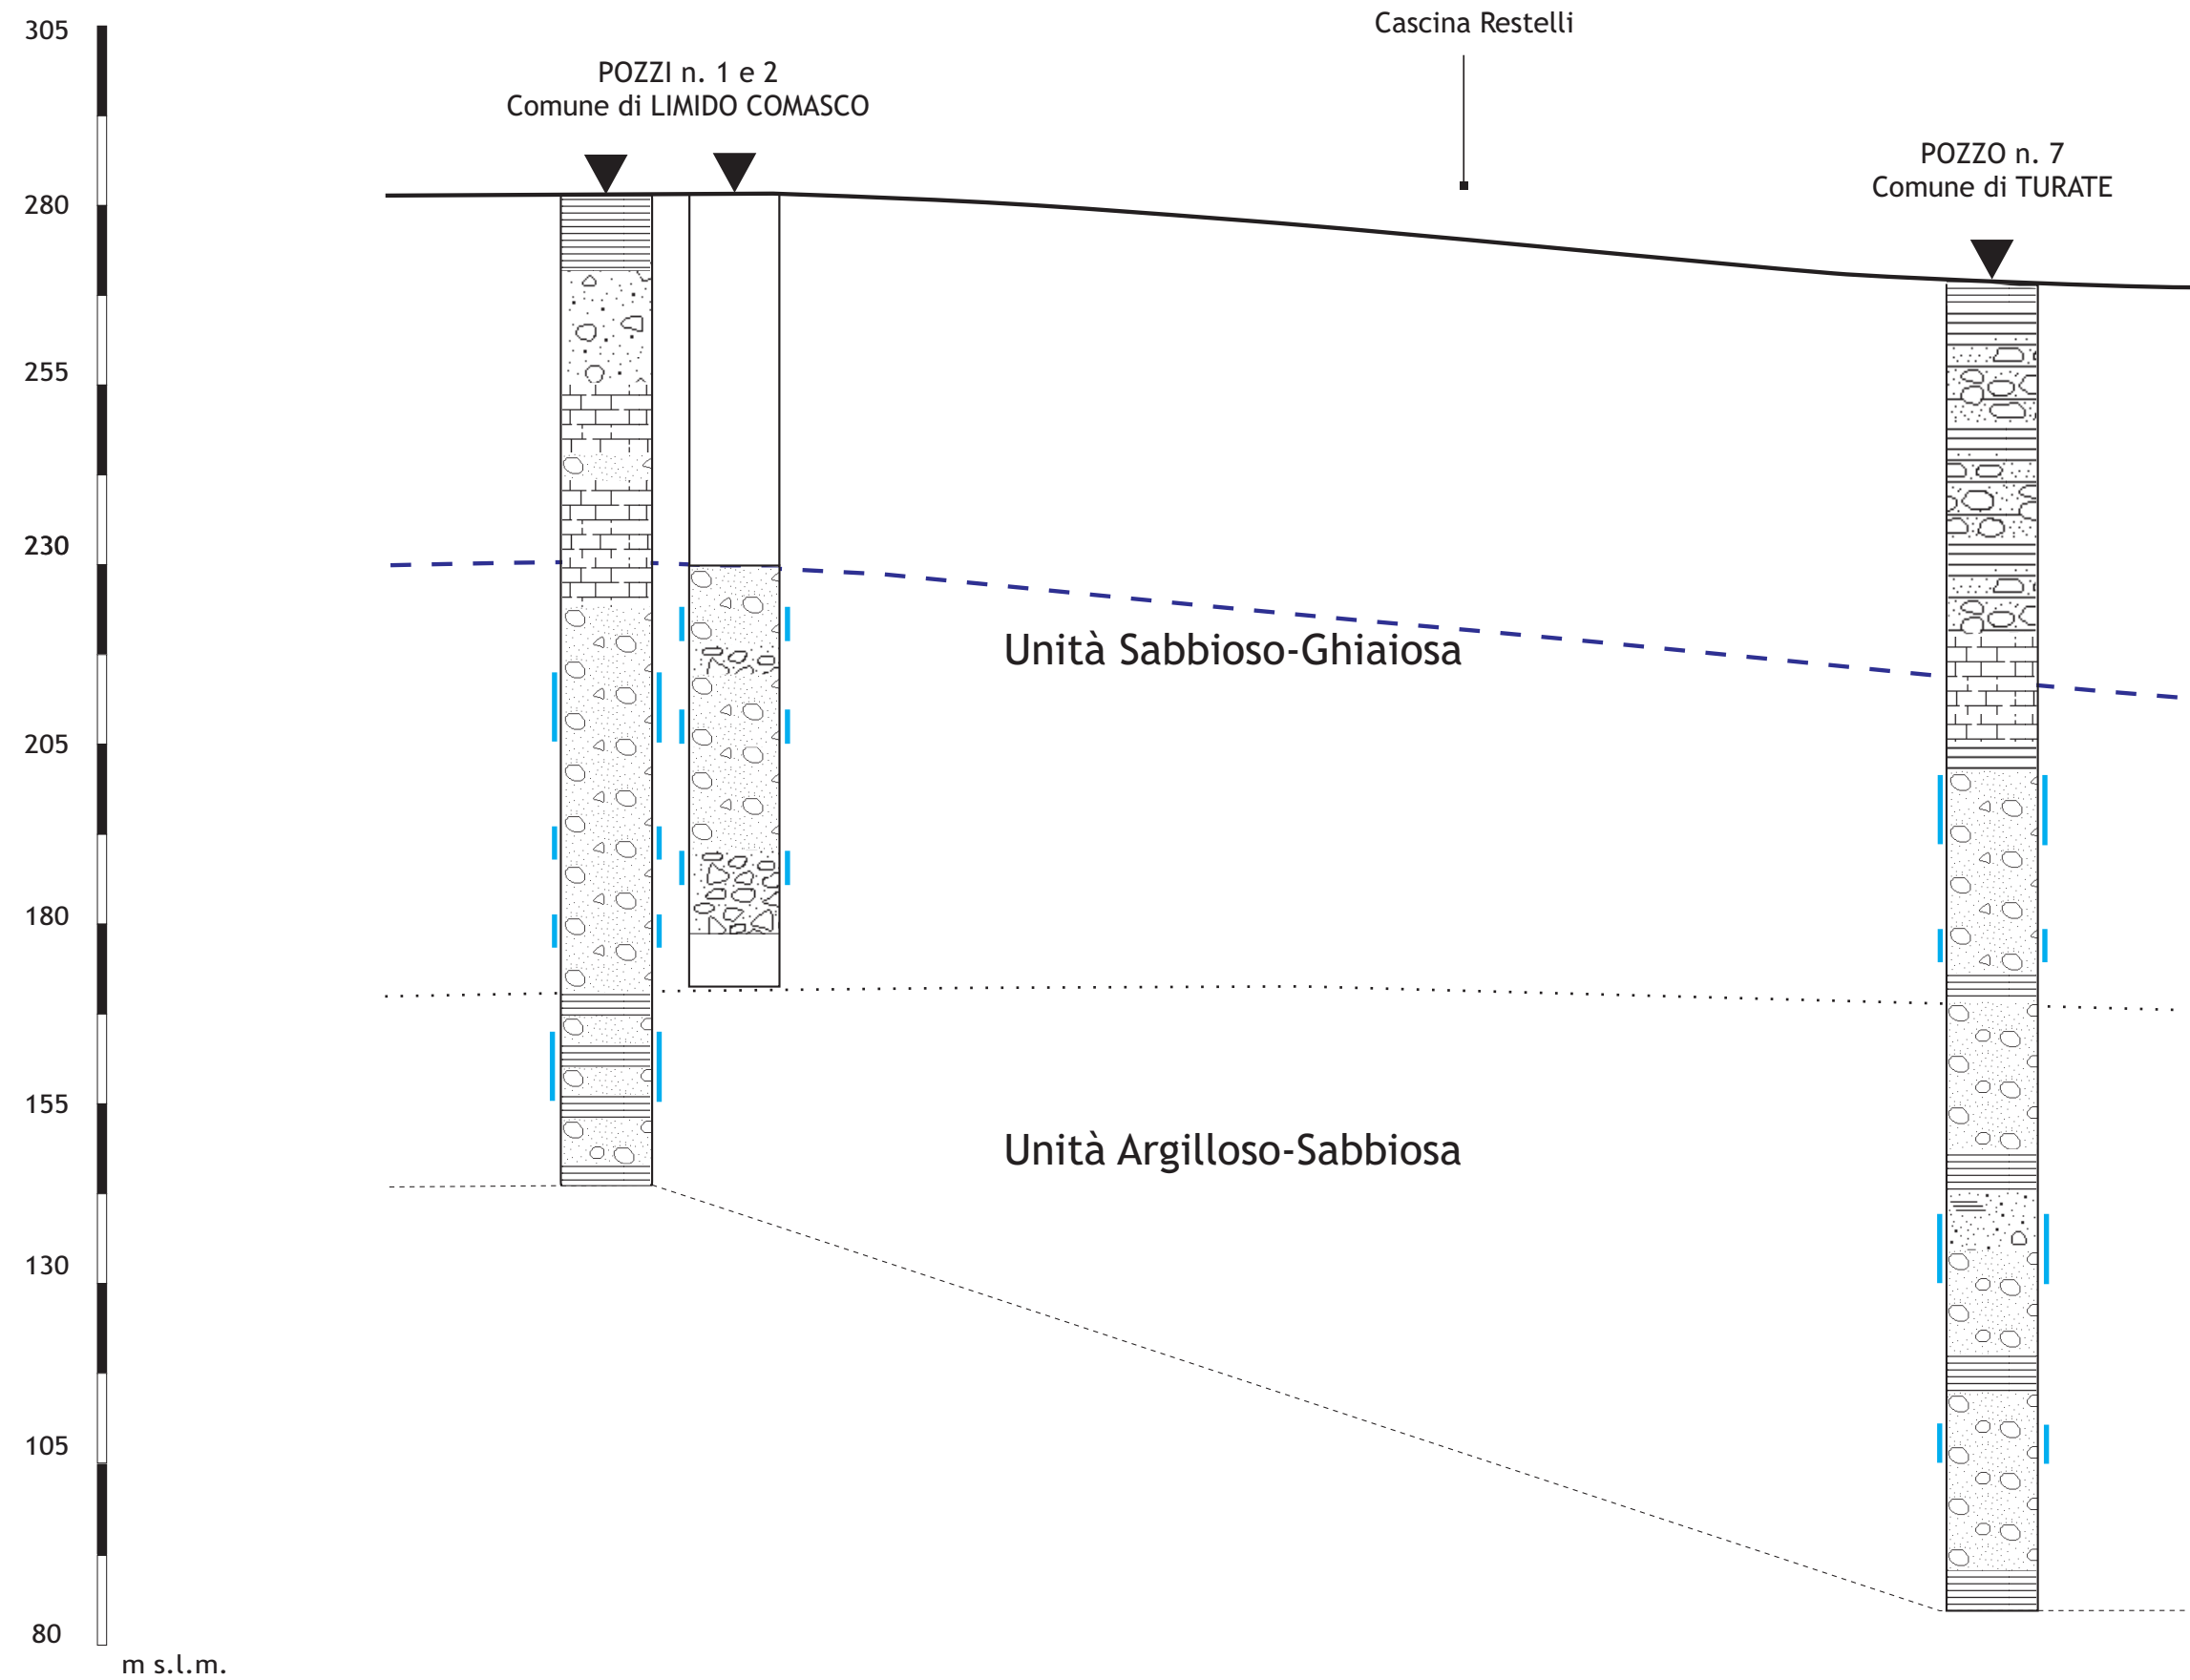 Cascina Restelli
305
POZZI n. 1 e 2
Comune di LIMIDO COMASCO
POZZO n. 7
Comune di TURATE
280
255
230
Unità Sabbioso-Ghiaiosa
205
180
155
Unità Argilloso-Sabbiosa
130
105
80
m s.l.m.